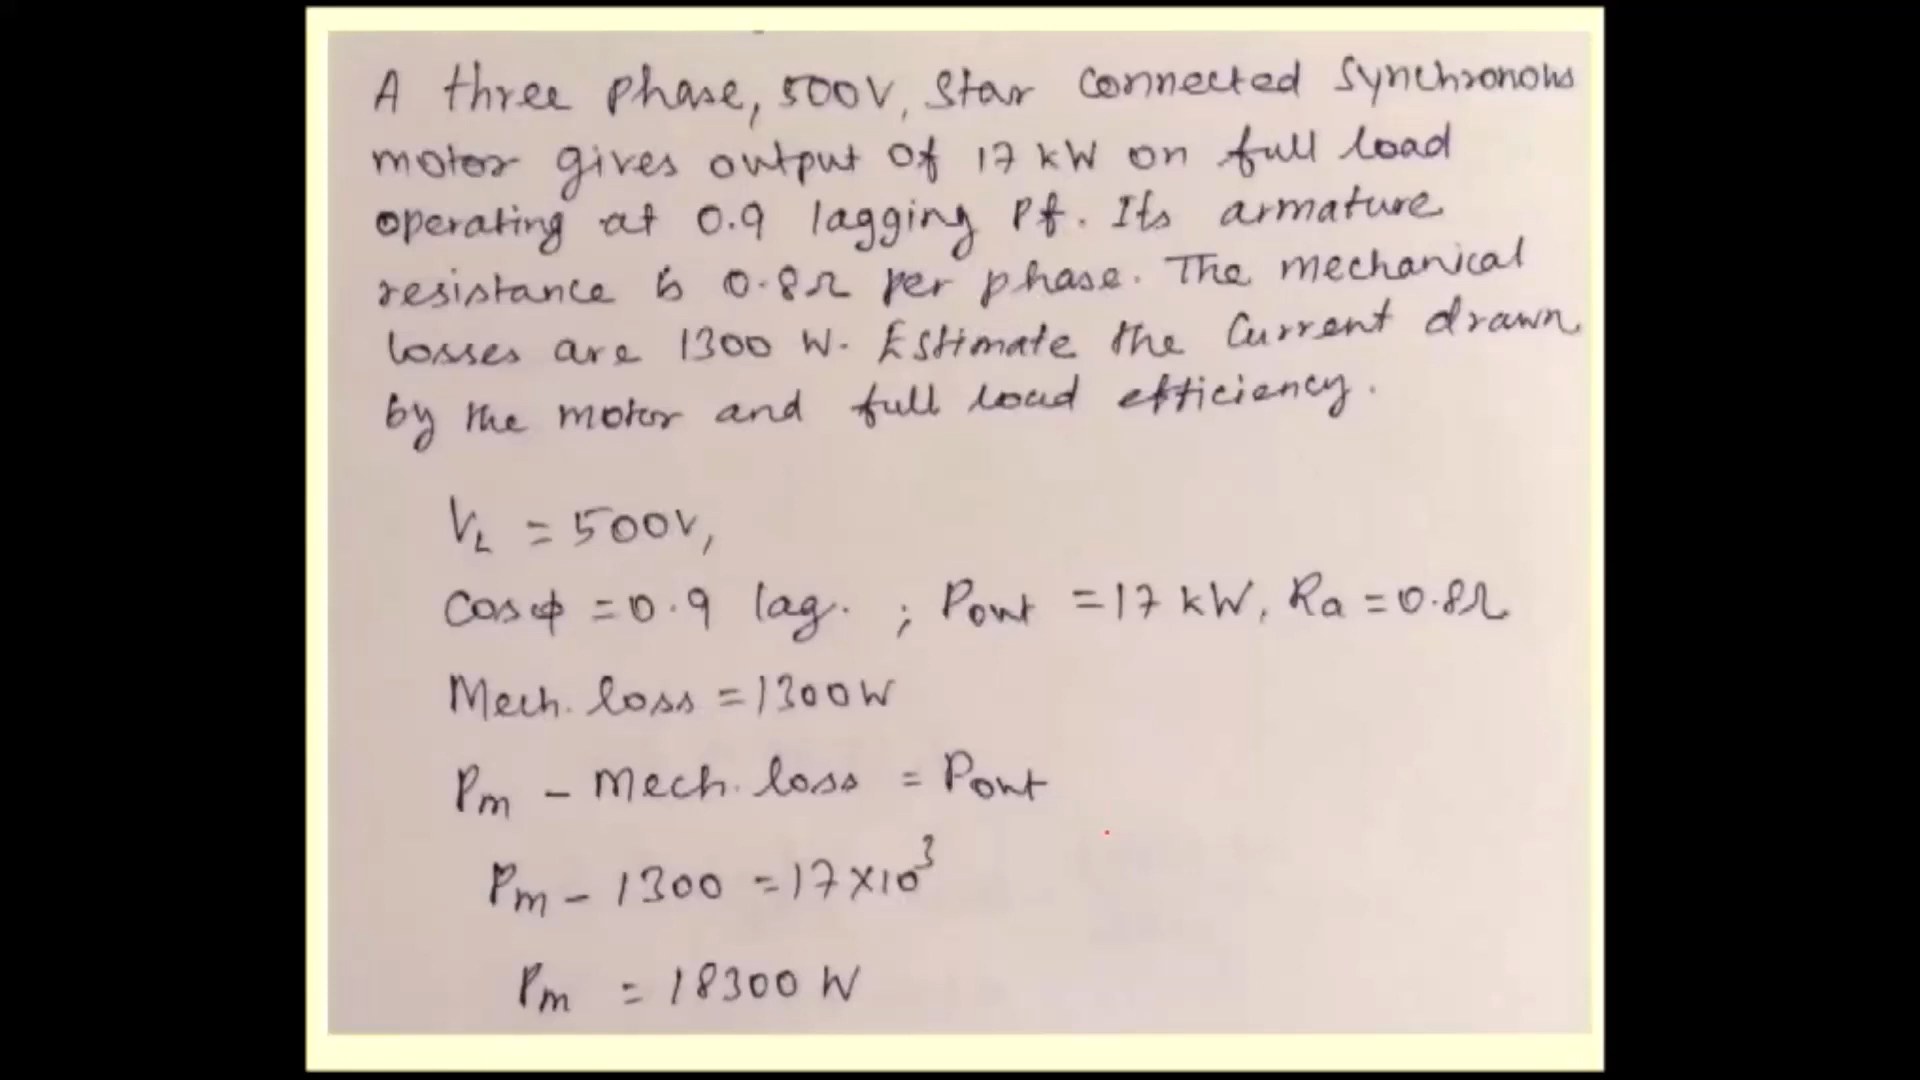 A three phase, 500V, Star Connected Synchronous
motor gives output of 17 kW on full load
operating at 0.9 lagging Pf. Its armature
resistance is 0.8Ω per phase. The mechanical
losses are 1300 W. Estimate the Current drawn
by the motor and full load efficiency.
VL = 500V,
Cosϕ = 0.9 lag. ; Pout = 17 kW, Ra = 0.8Ω
Mech. loss = 1300W
Pm - Mech. loss = Pout
Pm - 1300 = 17×10³
Pm = 18300 W